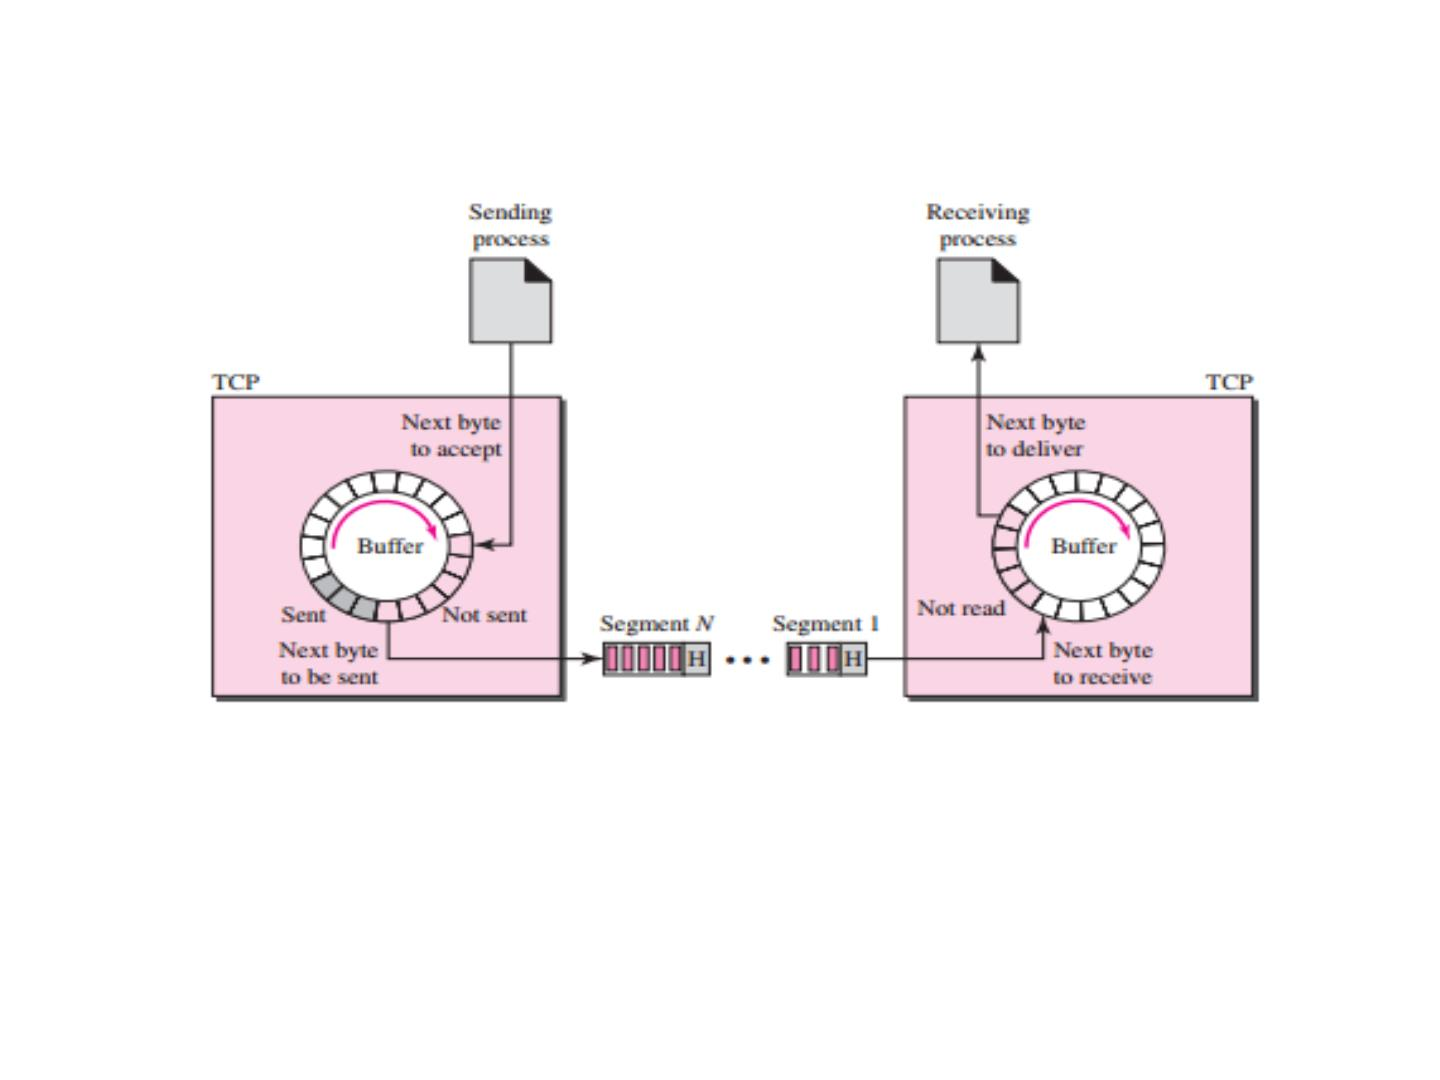 Sending
process
Receiving
process
TCP
TCP
Next byte
to accept
Next byte
to deliver
Buffer
Buffer
Sent
Not sent
Not read
Segment N
Segment 1
Next byte
to be sent
H
H
Next byte
to receive